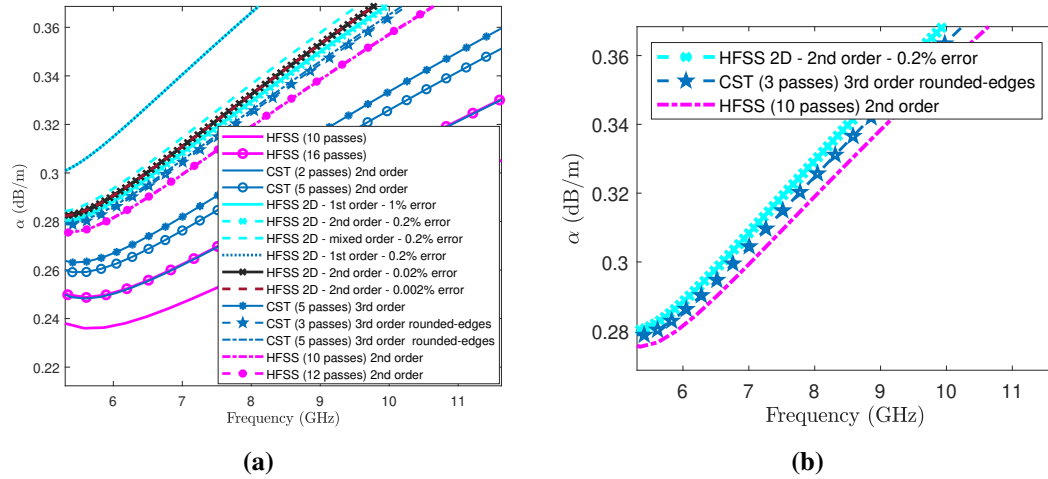 0.36
0.34
0.32
0.3
0.28
0.26
0.24
0.22
α (dB/m)
HFSS (10 passes)
HFSS (16 passes)
CST (2 passes) 2nd order
CST (5 passes) 2nd order
HFSS 2D - 1st order - 1% error
HFSS 2D - 2nd order - 0.2% error
HFSS 2D - mixed order - 0.2% error
HFSS 2D - 1st order - 0.2% error
HFSS 2D - 2nd order - 0.02% error
HFSS 2D - 2nd order - 0.002% error
CST (5 passes) 3rd order
CST (3 passes) 3rd order rounded-edges
CST (5 passes) 3rd order rounded-edges
HFSS (10 passes) 2nd order
HFSS (12 passes) 2nd order
6 7 8 9 10 11
Frequency (GHz)
(a)
0.38
0.36
0.34
0.32
0.3
0.28
α (dB/m)
HFSS 2D - 2nd order - 0.2% error
CST (3 passes) 3rd order rounded-edges
HFSS (10 passes) 2nd order
6 7 8 9 10 11
Frequency (GHz)
(b)